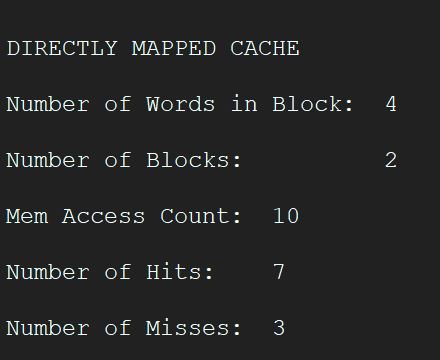 DIRECTLY MAPPED CACHE
Number of Words in Block:  4
Number of Blocks:          2
Mem Access Count:  10
Number of Hits:    7
Number of Misses:  3